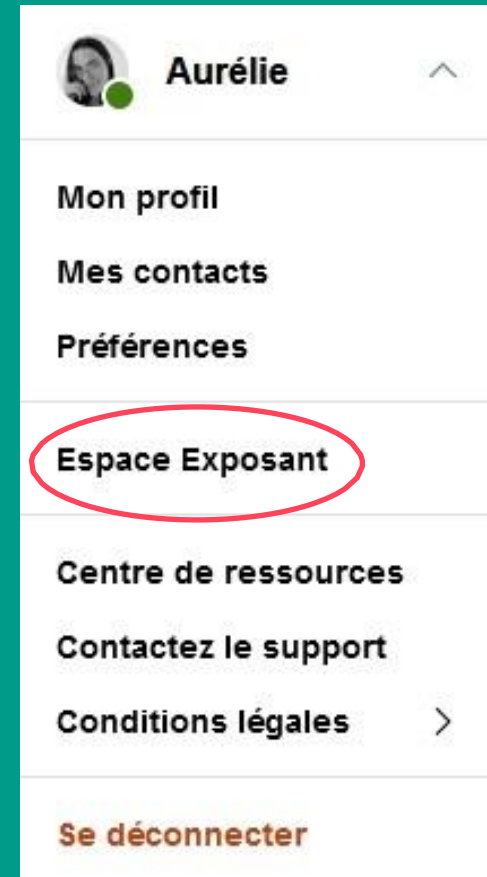 Aurélie
Mon profil
Mes contacts
Préférences
Espace Exposant
Centre de ressources
Contactez le support
Conditions légales
Se déconnecter